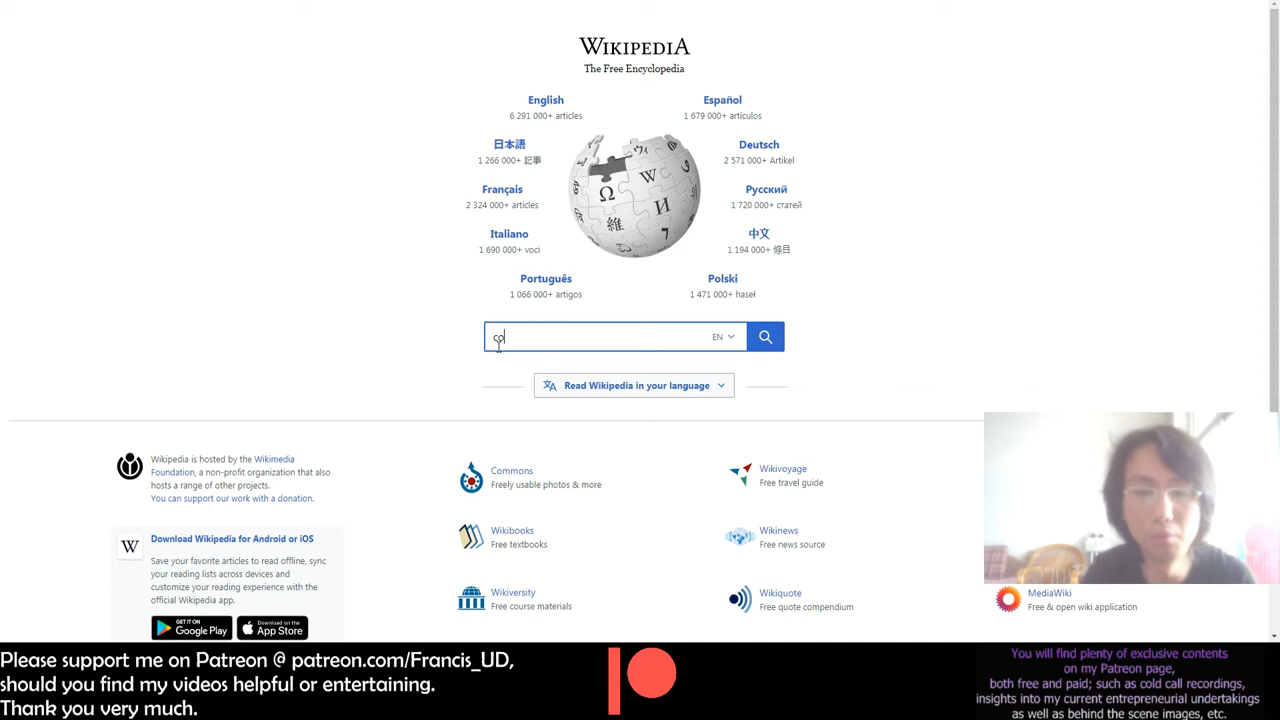 WIKIPEDIA
The Free Encyclopedia
English
6 291 000+ articles
Español
1 679 000+ artículos
日本語
1 266 000+ 記事
Deutsch
2 571 000+ Artikel
Français
2 324 000+ articles
Русский
1 720 000+ статей
Italiano
1 690 000+ voci
中文
1 194 000+ 條目
Português
1 066 000+ artigos
Polski
1 471 000+ haseł
Ω
W
И
維
co
EN
Read Wikipedia in your language
Wikipedia is hosted by the Wikimedia
Foundation, a non-profit organization that also
hosts a range of other projects.
You can support our work with a donation.
W
Download Wikipedia for Android or iOS
Save your favorite articles to read offline, sync
your reading lists across devices and
customize your reading experience with the
official Wikipedia app.
GET IT ON
Google Play
Download on the
App Store
Commons
Freely usable photos & more
Wikivoyage
Free travel guide
Wikibooks
Free textbooks
Wikinews
Free news source
Wikiversity
Free course materials
Wikiquote
Free quote compendium
MediaWiki
Free & open wiki application
Please support me on Patreon @ patreon.com/Francis_UD,
should you find my videos helpful or entertaining.
Thank you very much.
You will find plenty of exclusive contents
on my Patreon page,
both free and paid; such as cold call recordings,
insights into my current entrepreneurial undertakings
as well as behind the scene images, etc.